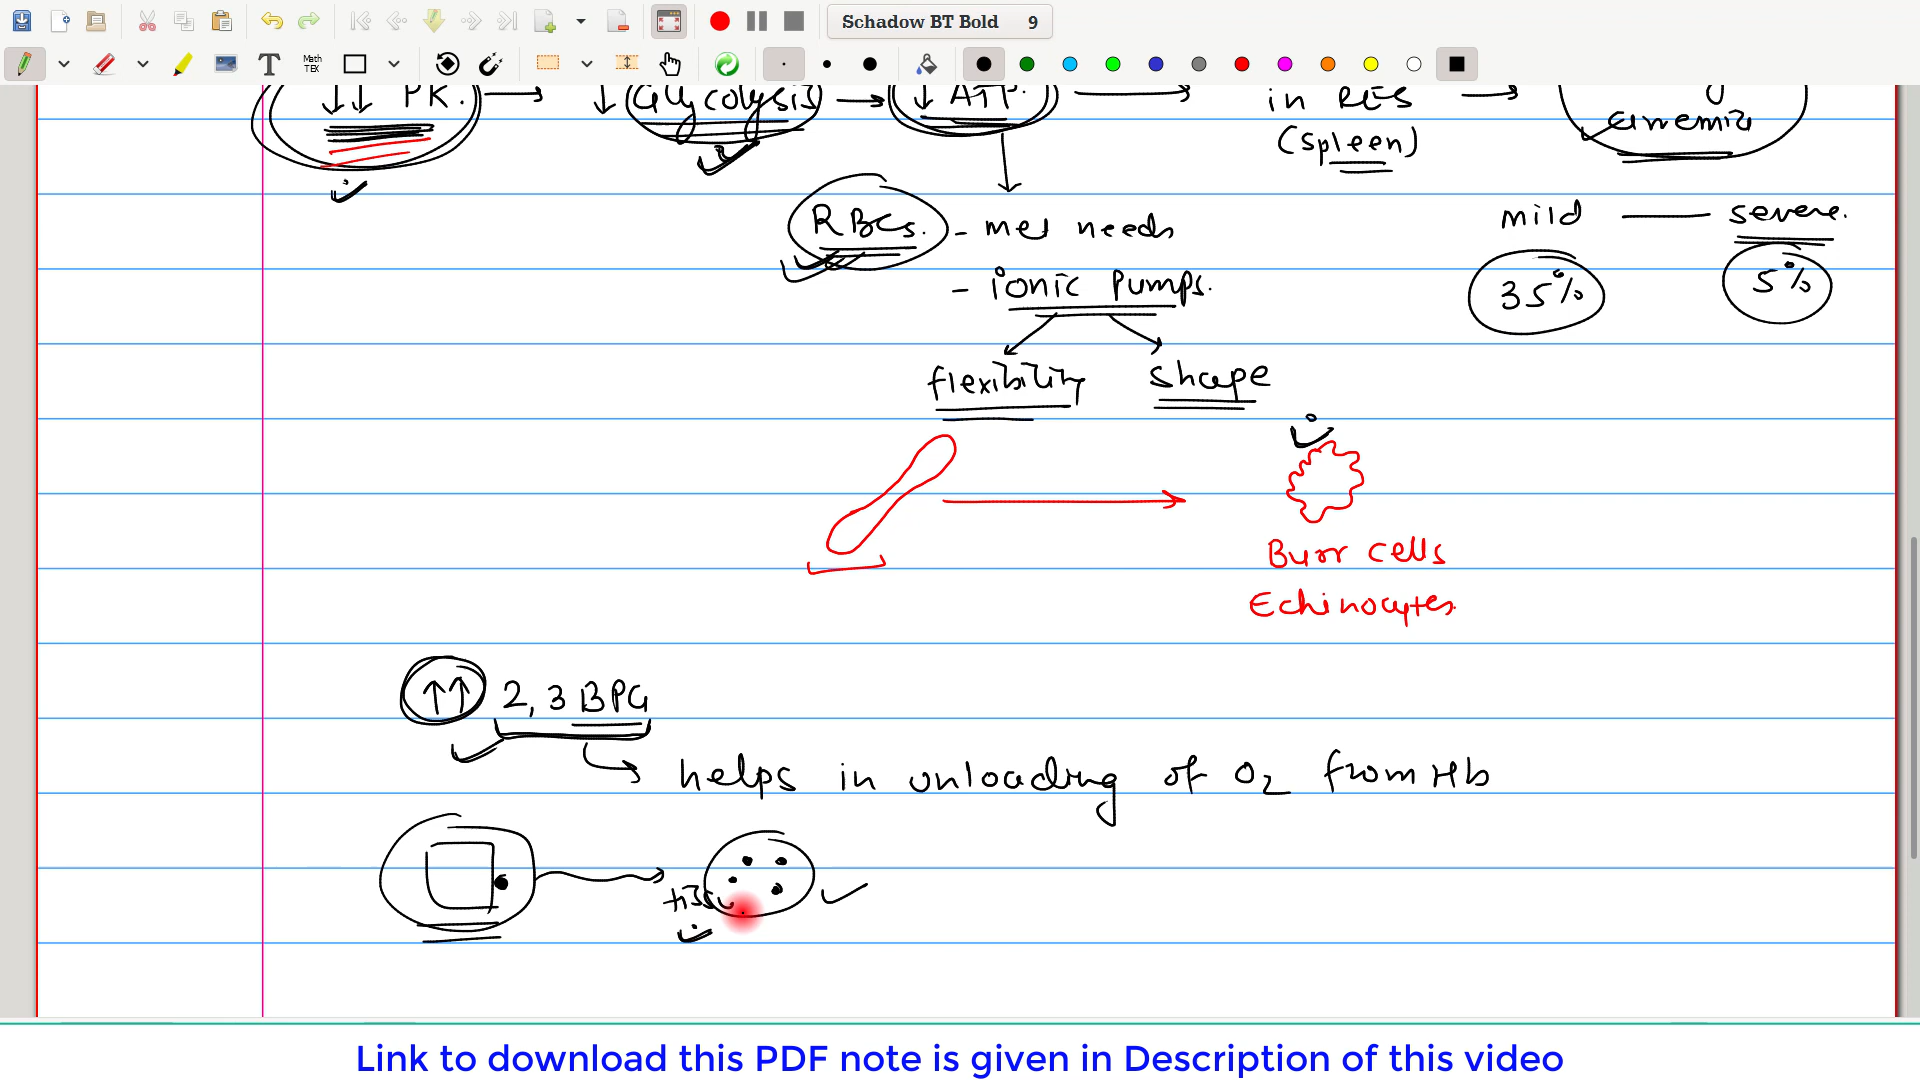 Schadow BT Bold 9
Math TEX
↓↓ PK. → ↓ Glycolysis → ↓ ATP. → in RES →
(spleen)
anemia
RBCs. - met needs
mild — severe.
- ionic Pumps.
35% 5%
flexibility shape
Burr cells
Echinocytes
↑↑ 2,3 BPG
helps in unloading of O2 from Hb
Link to download this PDF note is given in Description of this video